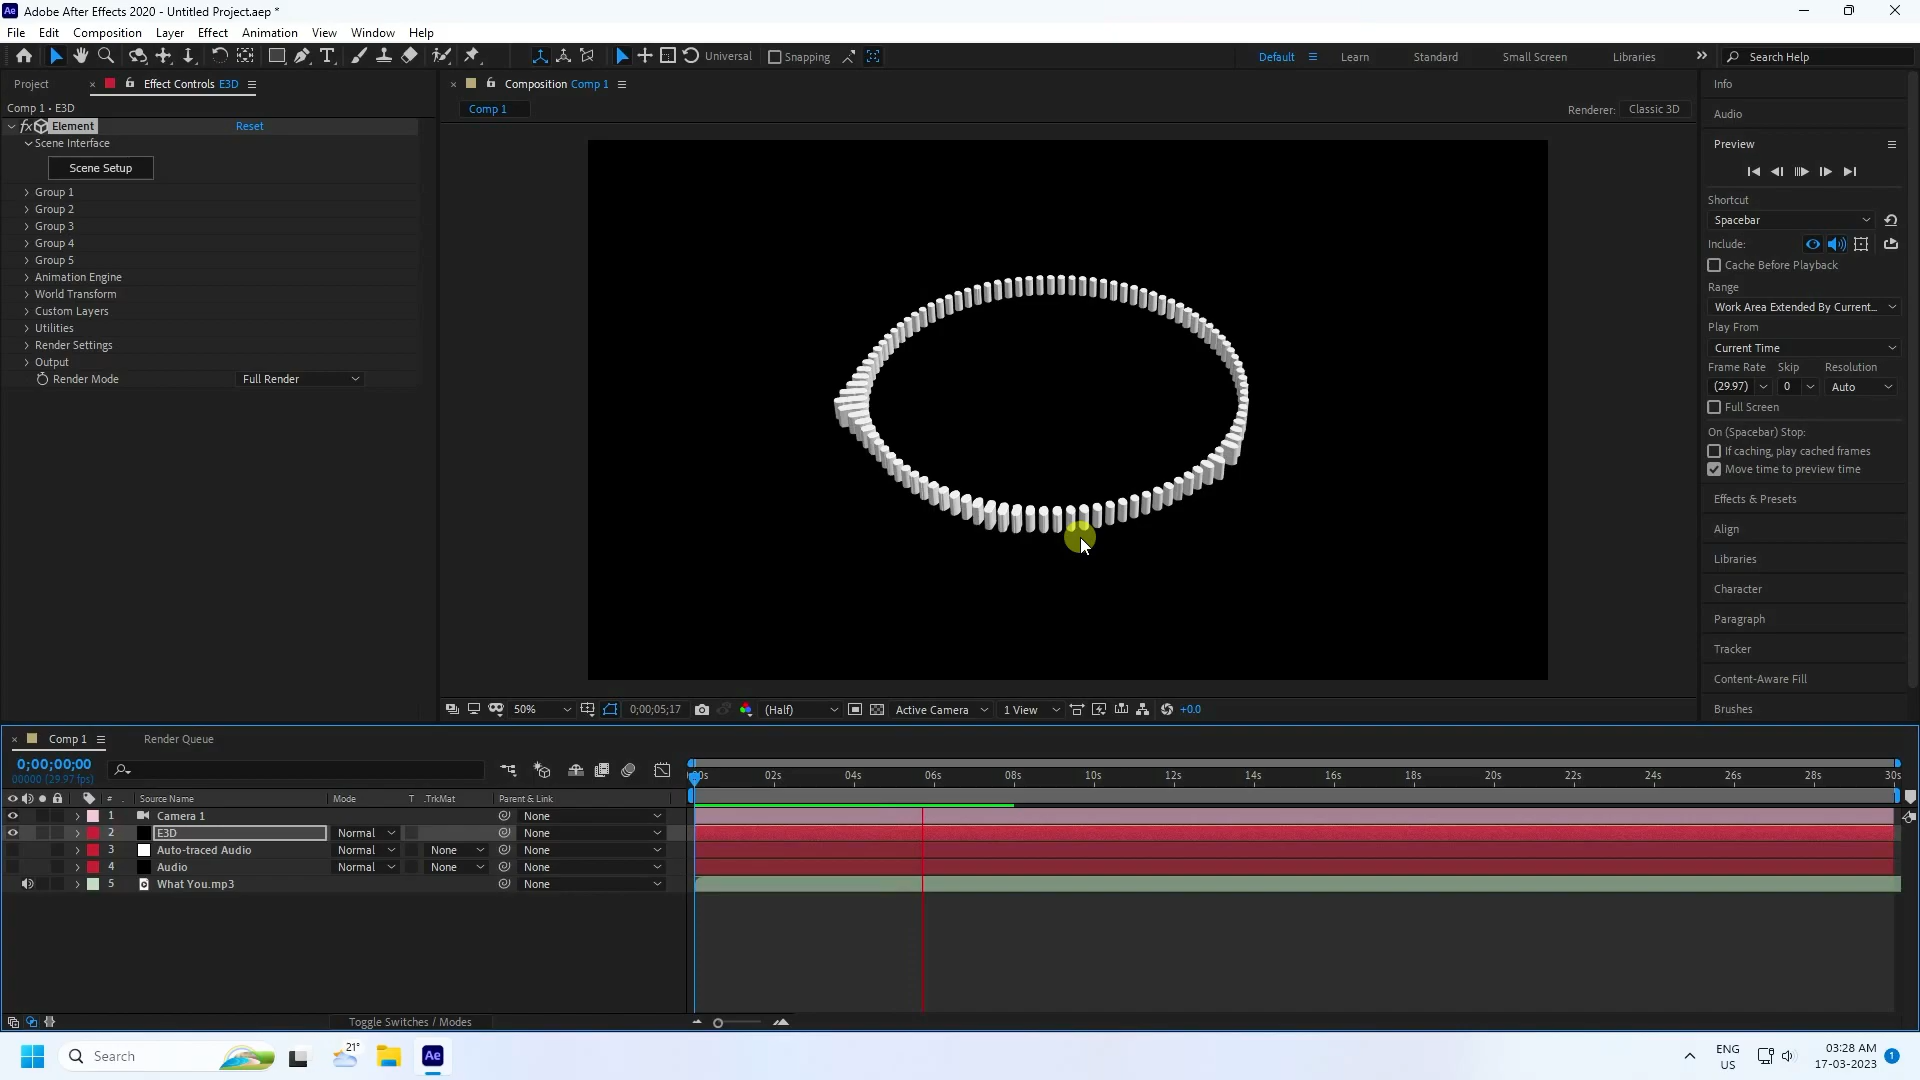 Ae Adobe After Effects 2020 - Untitled Project.aep *
File Edit Composition Layer Effect Animation View Window Help
T Universal Snapping Default Learn Standard Small Screen Libraries Search Help
Project Effect Controls E3D
Comp 1 • E3D
fx Element Reset
Scene Interface
Scene Setup
Group 1
Group 2
Group 3
Group 4
Group 5
Animation Engine
World Transform
Custom Layers
Utilities
Render Settings
Output
Render Mode Full Render
Composition Comp 1
Comp 1 Renderer: Classic 3D
50% 0;00;05;17 (Half) Active Camera 1 View +0.0
Info
Audio
Preview
Shortcut
Spacebar
Include:
Cache Before Playback
Range
Work Area Extended By Current...
Play From
Current Time
Frame Rate Skip Resolution
(29.97) 0 Auto
Full Screen
On (Spacebar) Stop:
If caching, play cached frames
Move time to preview time
Effects & Presets
Align
Libraries
Character
Paragraph
Tracker
Content-Aware Fill
Brushes
Comp 1 Render Queue
0;00;00;00
00000 (29.97 fps)
00s 02s 04s 06s 08s 10s 12s 14s 16s 18s 20s 22s 24s 26s 28s 30s
# Source Name Mode T .TrkMat Parent & Link
1 Camera 1 None
2 E3D Normal None
3 Auto-traced Audio Normal None None
4 Audio Normal None None
5 What You.mp3 None
Toggle Switches / Modes
Search 21° Ae ENG US 03:28 AM 17-03-2023 1